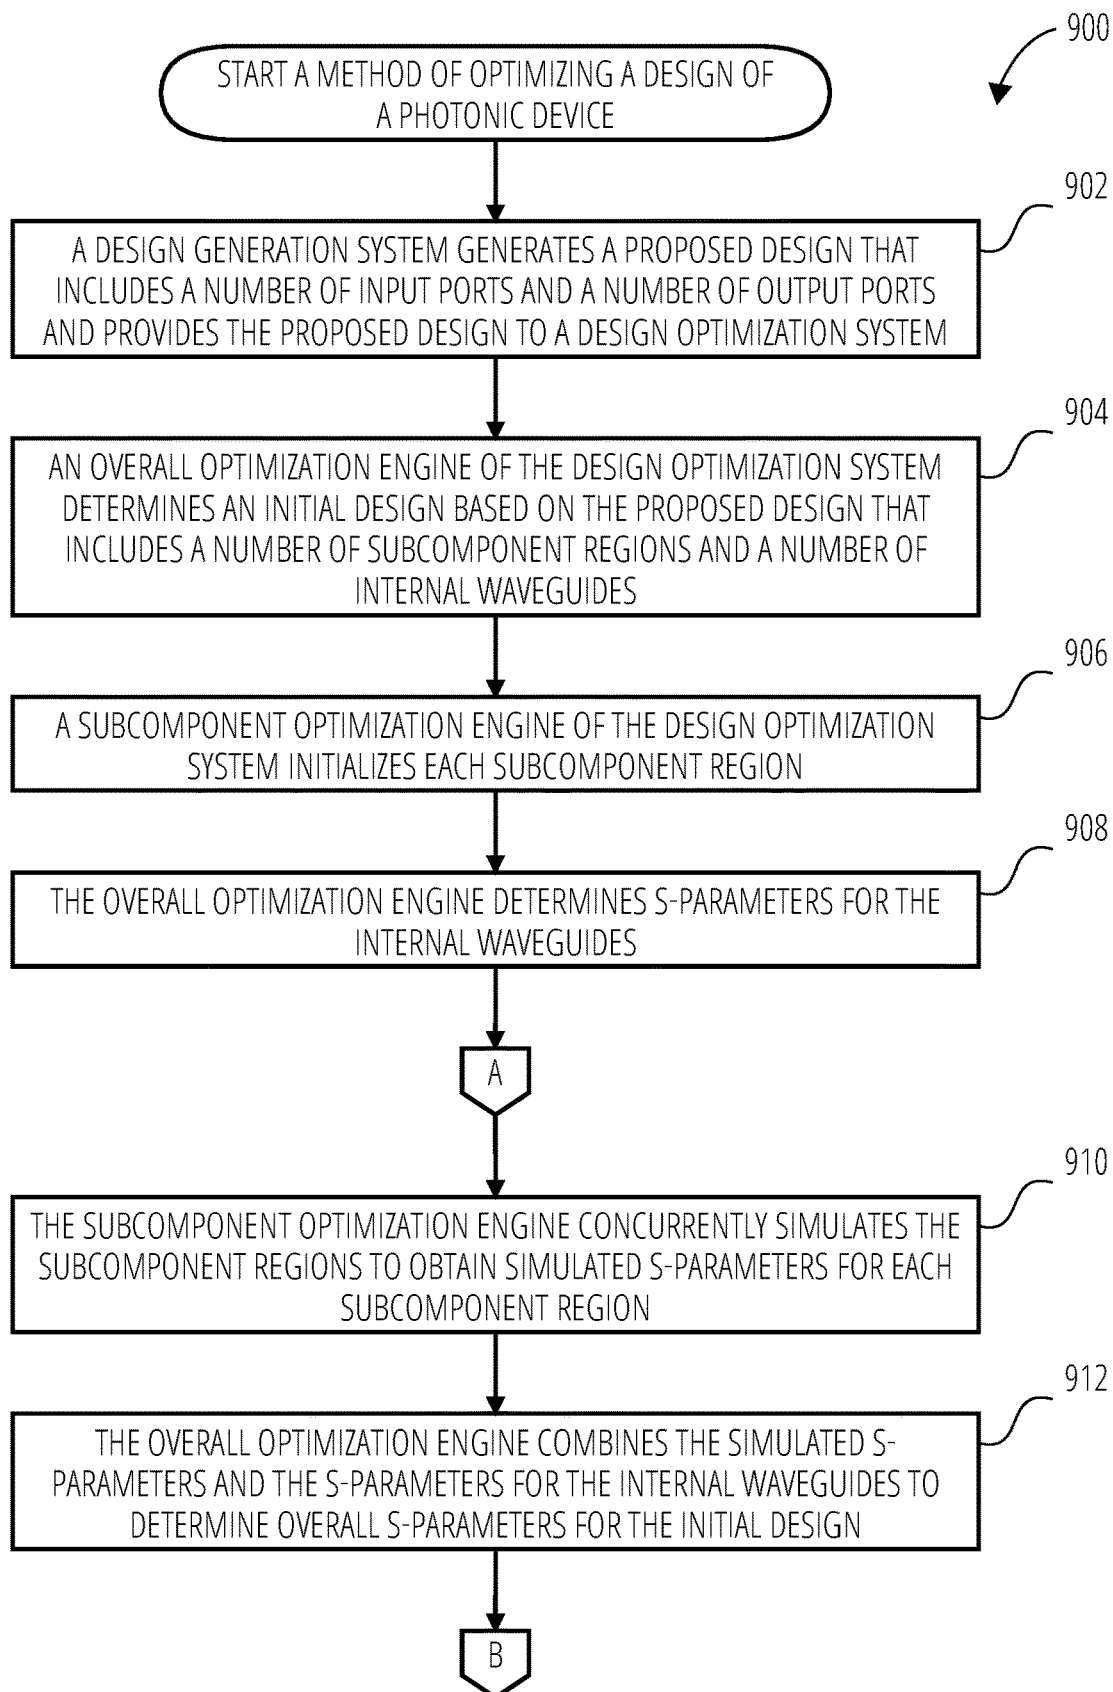 900
START A METHOD OF OPTIMIZING A DESIGN OF
A PHOTONIC DEVICE
902
A DESIGN GENERATION SYSTEM GENERATES A PROPOSED DESIGN THAT
INCLUDES A NUMBER OF INPUT PORTS AND A NUMBER OF OUTPUT PORTS
AND PROVIDES THE PROPOSED DESIGN TO A DESIGN OPTIMIZATION SYSTEM
904
AN OVERALL OPTIMIZATION ENGINE OF THE DESIGN OPTIMIZATION SYSTEM
DETERMINES AN INITIAL DESIGN BASED ON THE PROPOSED DESIGN THAT
INCLUDES A NUMBER OF SUBCOMPONENT REGIONS AND A NUMBER OF
INTERNAL WAVEGUIDES
906
A SUBCOMPONENT OPTIMIZATION ENGINE OF THE DESIGN OPTIMIZATION
SYSTEM INITIALIZES EACH SUBCOMPONENT REGION
908
THE OVERALL OPTIMIZATION ENGINE DETERMINES S-PARAMETERS FOR THE
INTERNAL WAVEGUIDES
A
910
THE SUBCOMPONENT OPTIMIZATION ENGINE CONCURRENTLY SIMULATES THE
SUBCOMPONENT REGIONS TO OBTAIN SIMULATED S-PARAMETERS FOR EACH
SUBCOMPONENT REGION
912
THE OVERALL OPTIMIZATION ENGINE COMBINES THE SIMULATED S-
PARAMETERS AND THE S-PARAMETERS FOR THE INTERNAL WAVEGUIDES TO
DETERMINE OVERALL S-PARAMETERS FOR THE INITIAL DESIGN
B